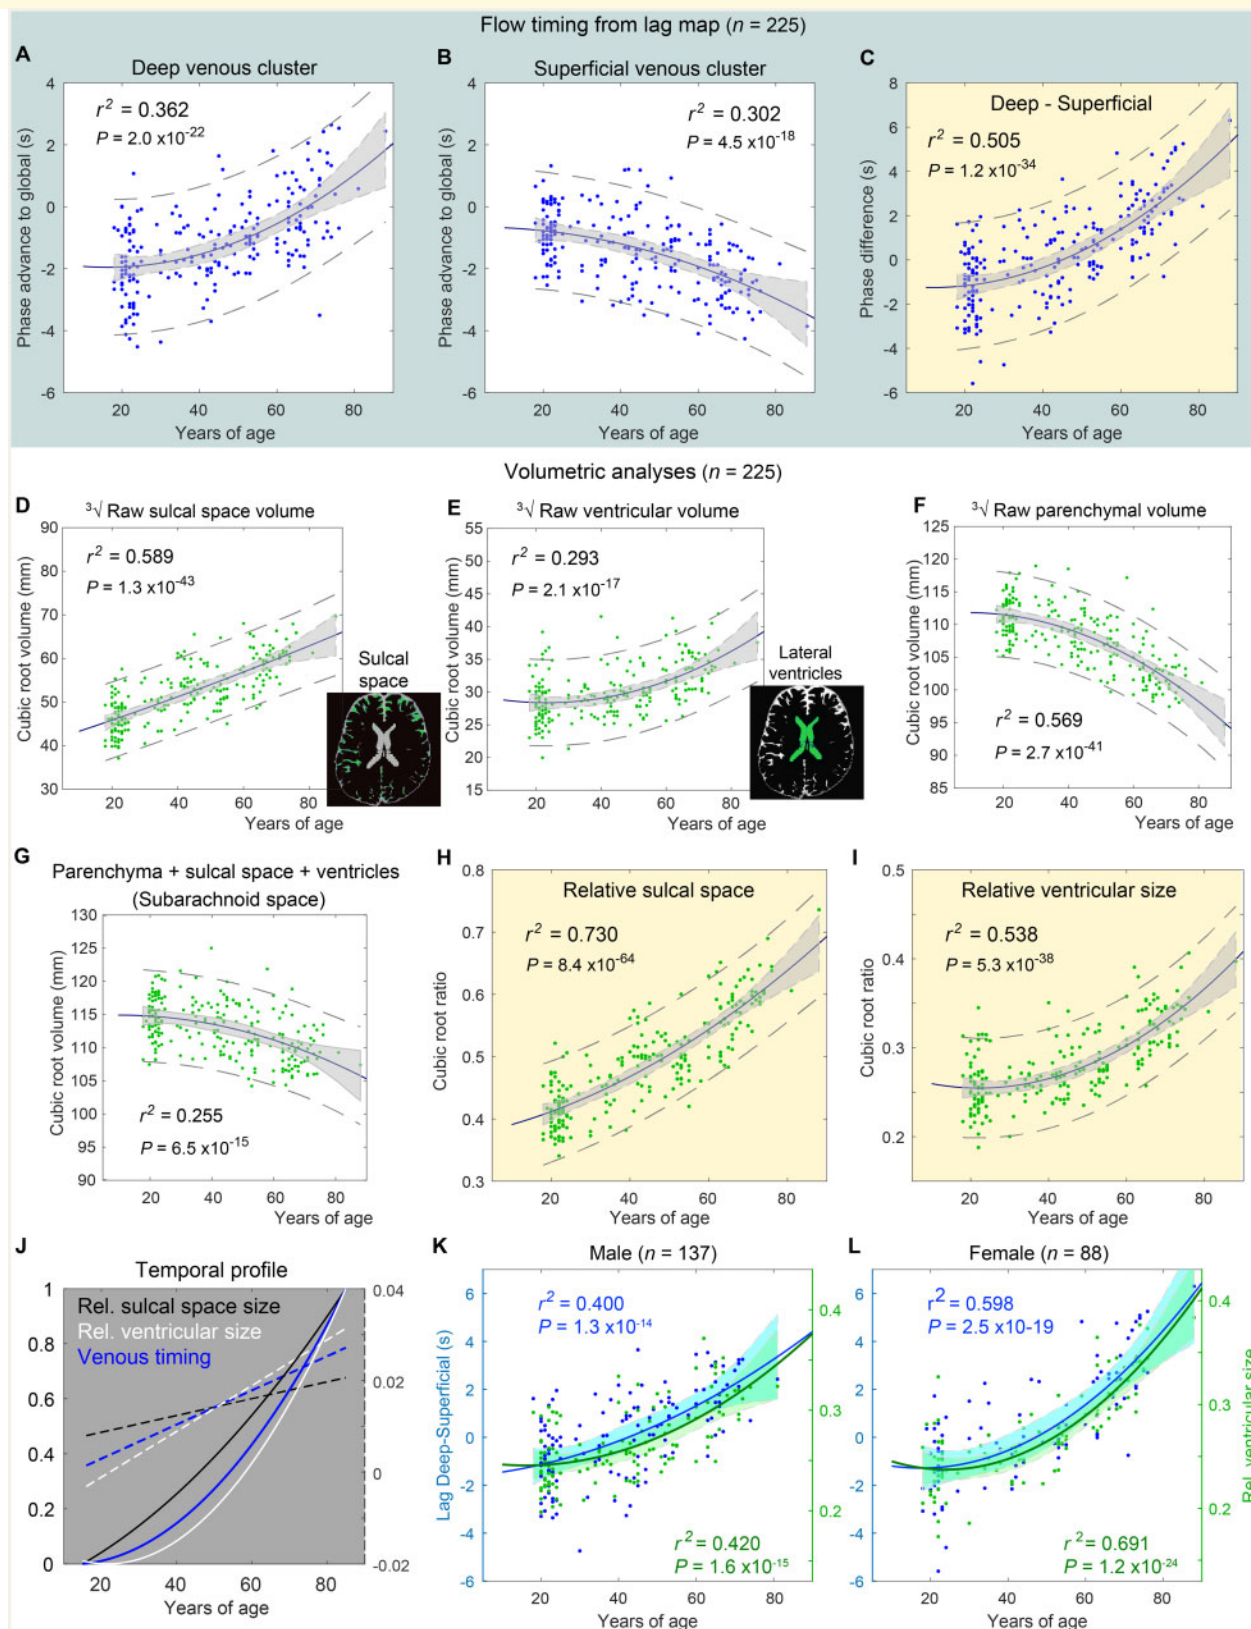 Flow timing from lag map (n = 225)
A
Deep venous cluster
r² = 0.362
P = 2.0 x10⁻²²
Phase advance to global (s)
4
2
0
-2
-4
-6
20 40 60 80
Years of age
B
Superficial venous cluster
r² = 0.302
P = 4.5 x10⁻¹⁸
Phase advance to global (s)
4
2
0
-2
-4
-6
20 40 60 80
Years of age
C
Deep - Superficial
r² = 0.505
P = 1.2 x10⁻³⁴
Phase difference (s)
8
6
4
2
0
-2
-4
-6
20 40 60 80
Years of age
Volumetric analyses (n = 225)
D
³√ Raw sulcal space volume
r² = 0.589
P = 1.3 x10⁻⁴³
Cubic root volume (mm)
90
80
70
60
50
40
30
20 40 60 80
Years of age
Sulcal
space
E
³√ Raw ventricular volume
r² = 0.293
P = 2.1 x10⁻¹⁷
Cubic root volume (mm)
55
50
45
40
35
30
25
20
15
20 40 60 80
Years of age
Lateral
ventricles
F
³√ Raw parenchymal volume
r² = 0.569
P = 2.7 x10⁻⁴¹
Cubic root volume (mm)
125
120
115
110
105
100
95
90
85
20 40 60 80
Years of age
G
Parenchyma + sulcal space + ventricles
(Subarachnoid space)
r² = 0.255
P = 6.5 x10⁻¹⁵
Cubic root volume (mm)
130
125
120
115
110
105
100
95
90
20 40 60 80
Years of age
H
Relative sulcal space
r² = 0.730
P = 8.4 x10⁻⁶⁴
Cubic root ratio
0.8
0.7
0.6
0.5
0.4
0.3
20 40 60 80
Years of age
I
Relative ventricular size
r² = 0.538
P = 5.3 x10⁻³⁸
Cubic root ratio
0.5
0.4
0.3
0.2
20 40 60 80
Years of age
J
Temporal profile
Rel. sulcal space size
Rel. ventricular size
Venous timing
1
0.8
0.6
0.4
0.2
0
0.04
0.02
0
-0.02
20 40 60 80
Years of age
K
Male (n = 137)
r² = 0.400
P = 1.3 x10⁻¹⁴
r² = 0.420
P = 1.6 x10⁻¹⁵
Lag Deep-Superficial (s)
6
4
2
0
-2
-4
-6
0.4
0.3
0.2
20 40 60 80
Years of age
L
Female (n = 88)
r² = 0.598
P = 2.5 x10-19
r² = 0.691
P = 1.2 x10⁻²⁴
6
4
2
0
-2
-4
-6
0.4
0.3
0.2
Rel. ventricular size
20 40 60 80
Years of age